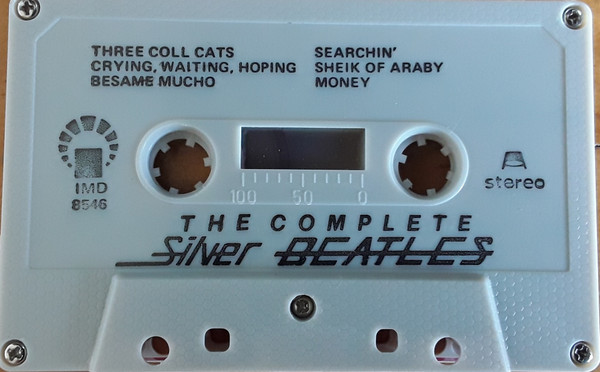 THREE COLL CATS
CRYING, WAITING, HOPING
BESAME MUCHO
SEARCHIN'
SHEIK OF ARABY
MONEY
IMD
8546
100 50 0
stereo
THE COMPLETE
Silver BEATLES